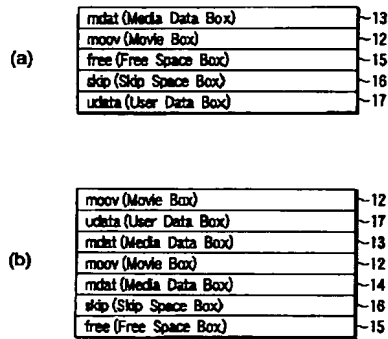 (a)
mdat (Media Data Box) 13
moov (Movie Box) 12
free (Free Space Box) 15
skip (Skip Space Box) 16
udata (User Data Box) 17
(b)
moov (Movie Box) 12
udata (User Data Box) 17
mdat (Media Data Box) 13
moov (Movie Box) 12
mdat (Media Data Box) 14
skip (Skip Space Box) 16
free (Free Space Box) 15